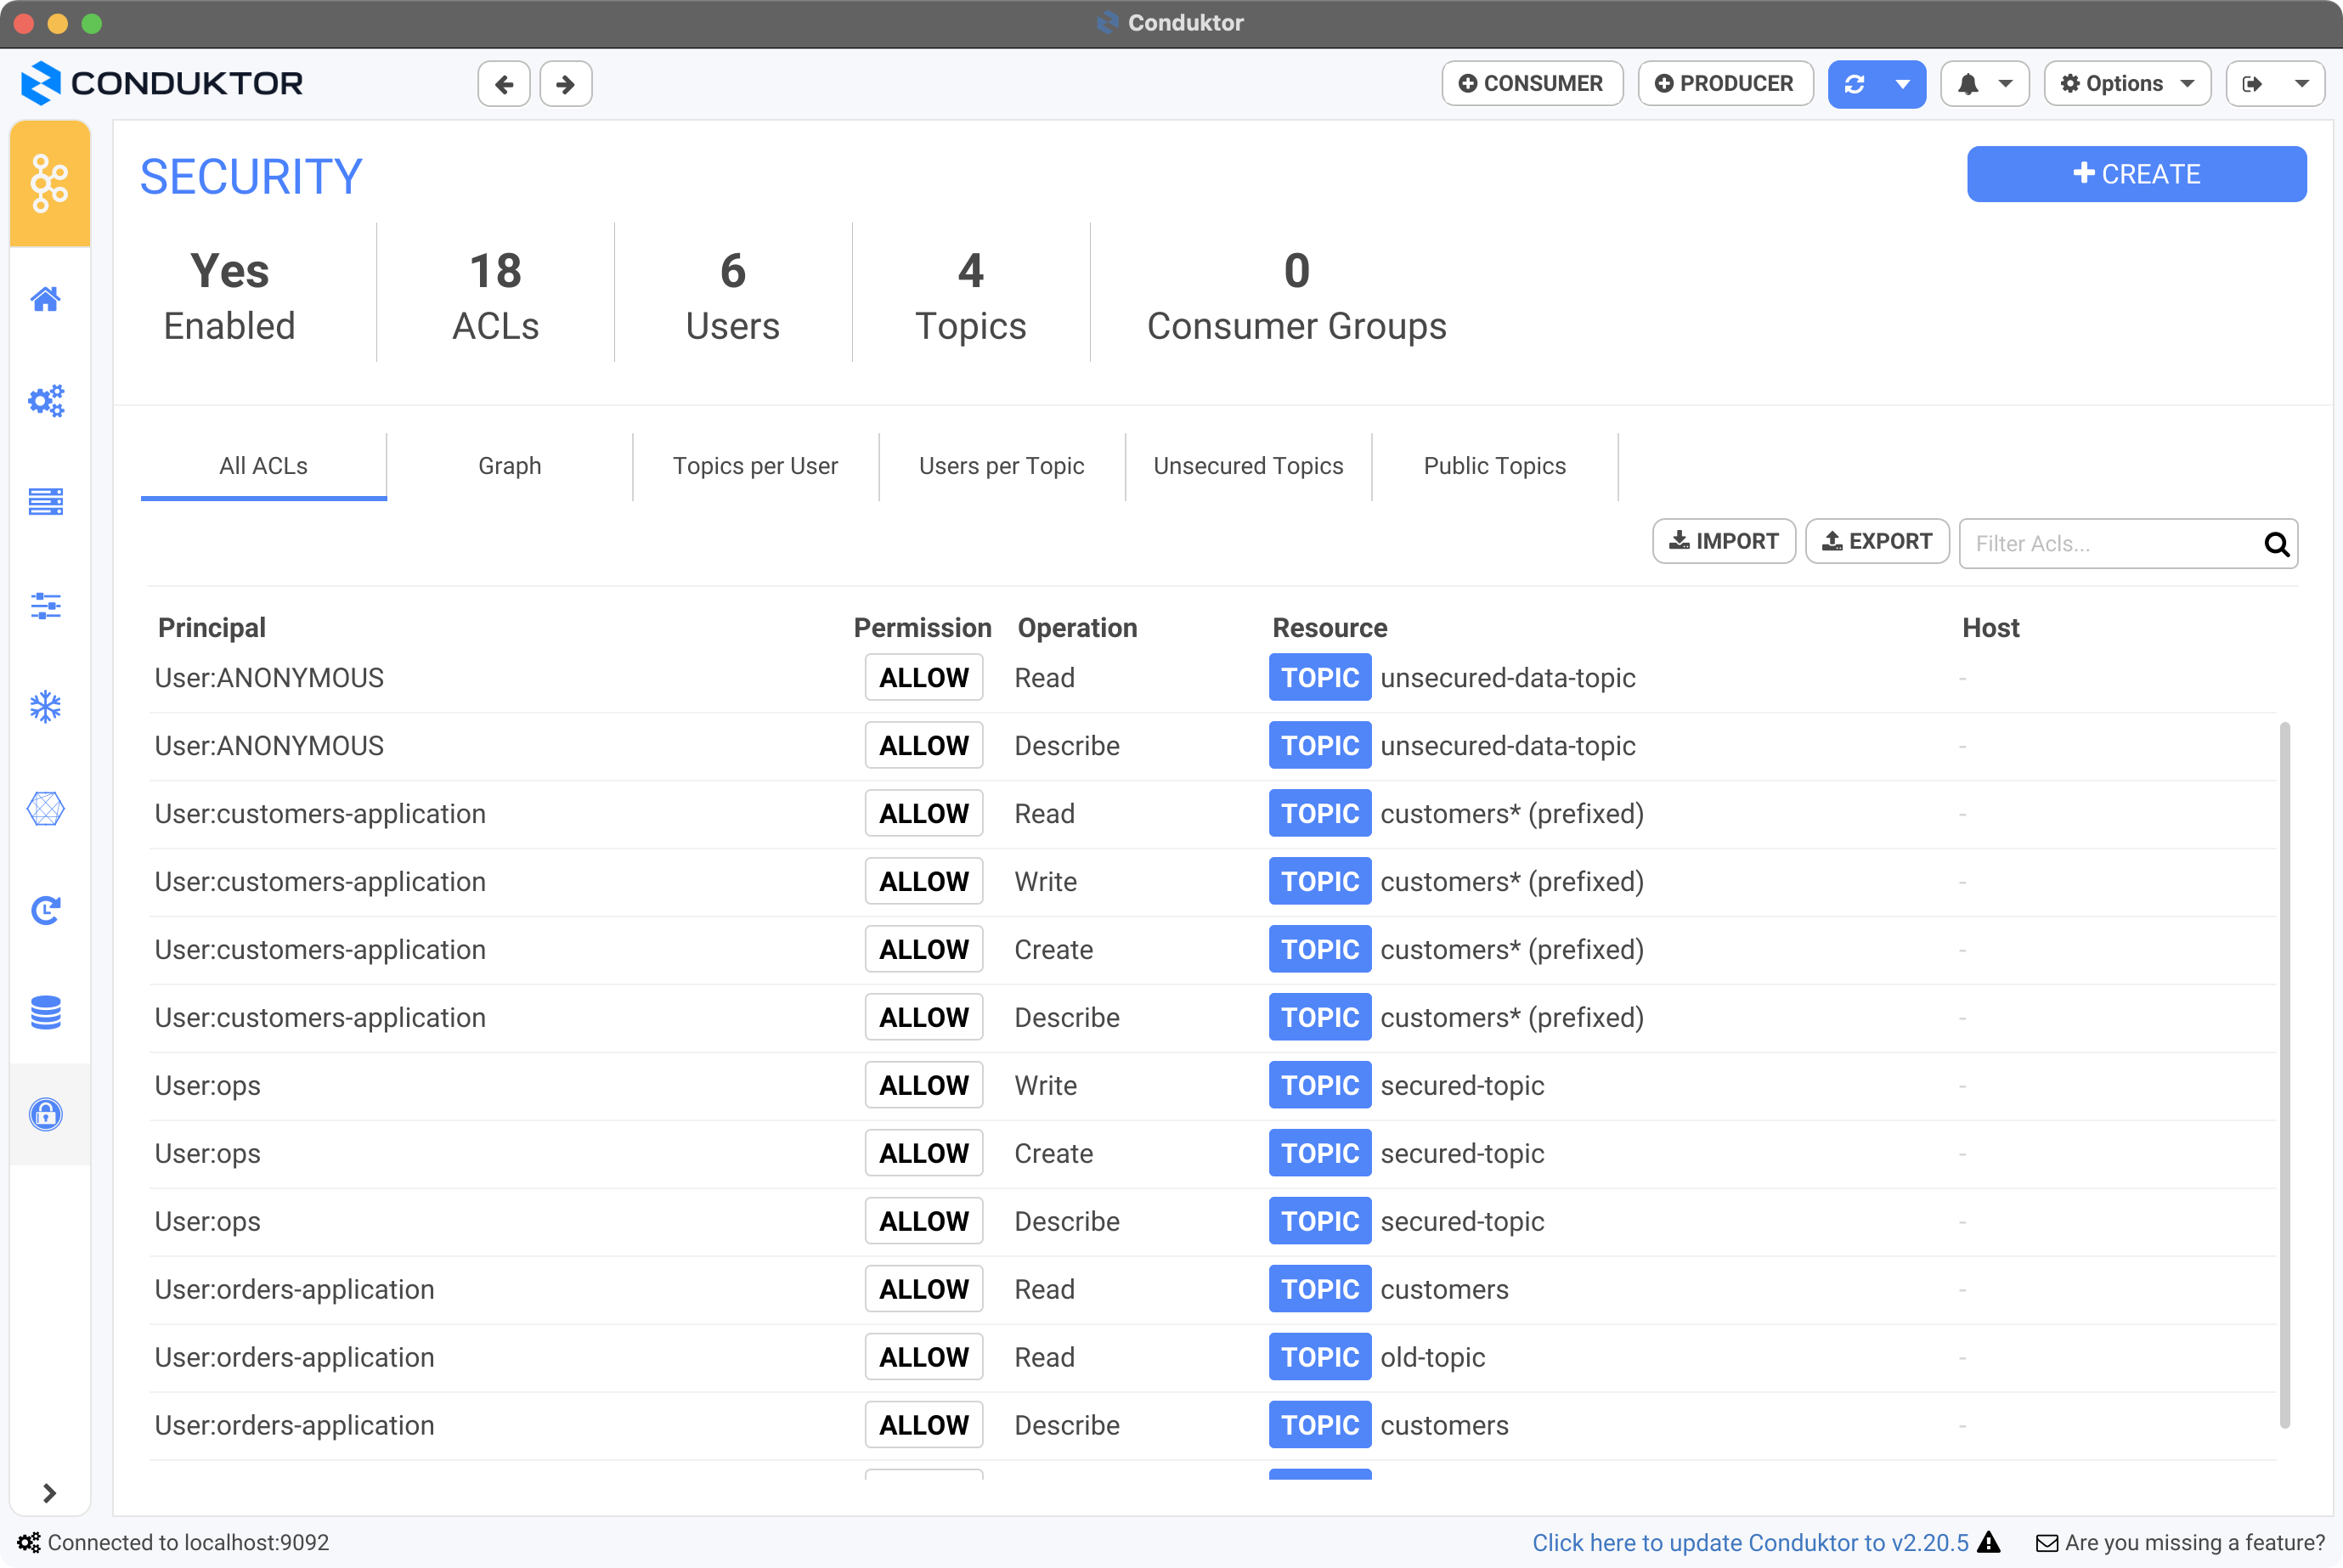 Conduktor
CONDUKTOR
CONSUMER
PRODUCER
Options
SECURITY
CREATE
Yes 18 6 4 0
Enabled ACLs Users Topics Consumer Groups
All ACLs Graph Topics per User Users per Topic Unsecured Topics Public Topics
IMPORT EXPORT Filter Acls...
Principal Permission Operation Resource Host
User:ANONYMOUS ALLOW Read TOPIC unsecured-data-topic -
User:ANONYMOUS ALLOW Describe TOPIC unsecured-data-topic -
User:customers-application ALLOW Read TOPIC customers* (prefixed) -
User:customers-application ALLOW Write TOPIC customers* (prefixed) -
User:customers-application ALLOW Create TOPIC customers* (prefixed) -
User:customers-application ALLOW Describe TOPIC customers* (prefixed) -
User:ops ALLOW Write TOPIC secured-topic -
User:ops ALLOW Create TOPIC secured-topic -
User:ops ALLOW Describe TOPIC secured-topic -
User:orders-application ALLOW Read TOPIC customers -
User:orders-application ALLOW Read TOPIC old-topic -
User:orders-application ALLOW Describe TOPIC customers -
Connected to localhost:9092 Click here to update Conduktor to v2.20.5 Are you missing a feature?